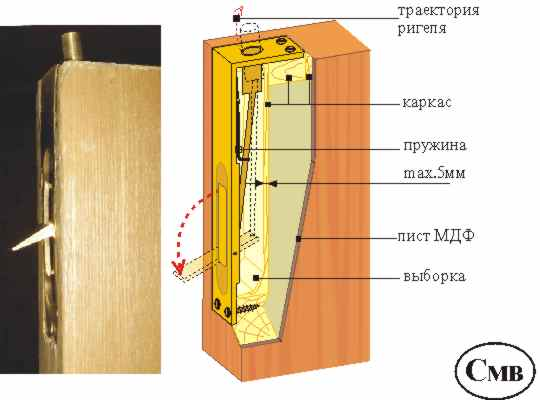 траектория
ригеля
каркас
пружина
max.5мм
лист МДФ
выборка
Смв